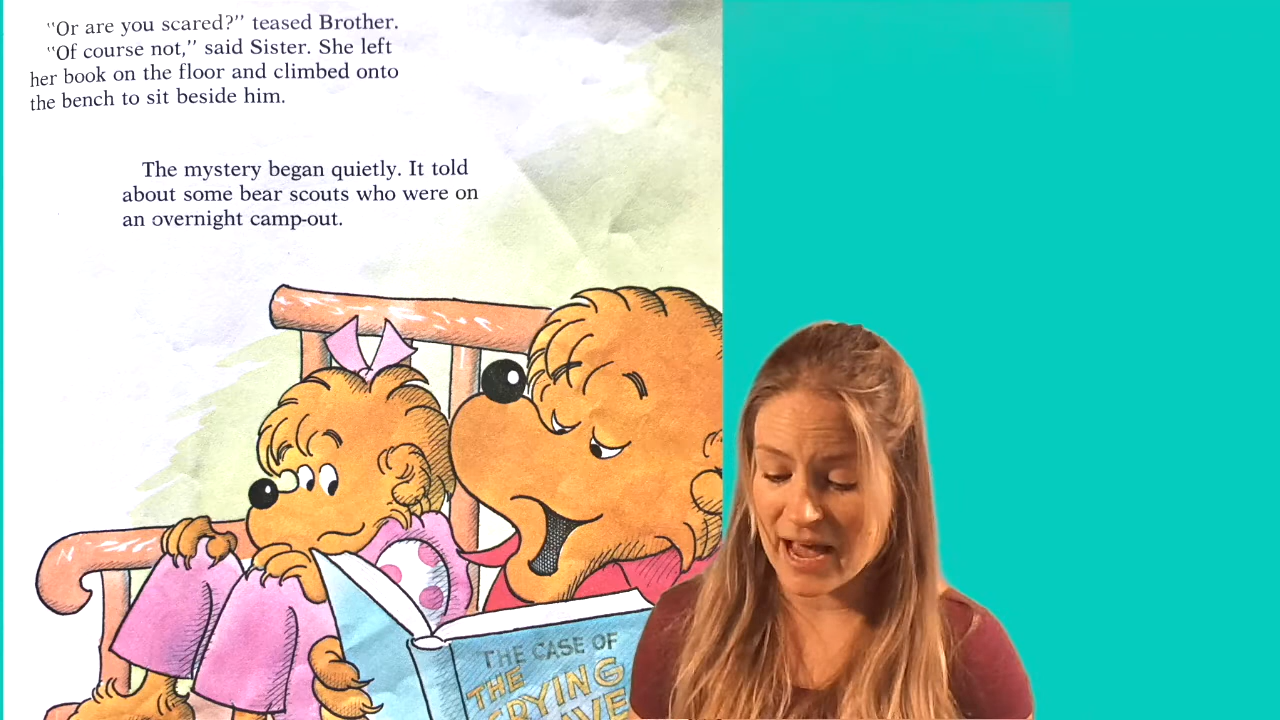 “Or are you scared?” teased Brother.
“Of course not,” said Sister. She left
her book on the floor and climbed onto
the bench to sit beside him.
The mystery began quietly. It told
about some bear scouts who were on
an overnight camp-out.
THE CASE OF
THE